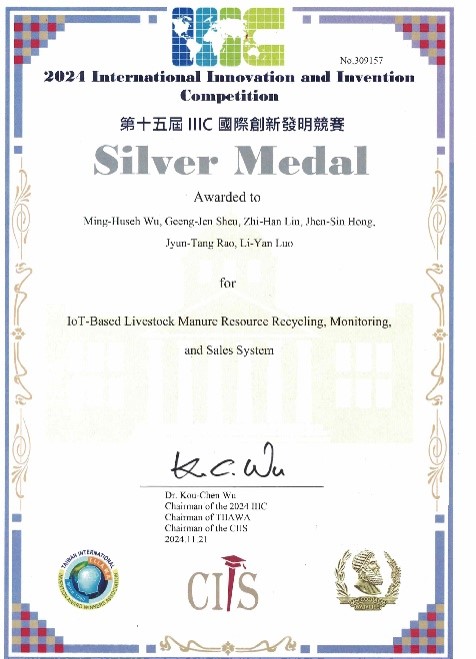 IIIC
No.309157
2024 International Innovation and Invention
Competition
第十五屆 IIIC 國際創新發明競賽
Silver Medal
Awarded to
Ming-Huseh Wu, Geeng-Jen Sheu, Zhi-Han Lin, Jhen-Sin Hong,
Jyun-Tang Rao, Li-Yan Luo
for
IoT-Based Livestock Manure Resource Recycling, Monitoring,
and Sales System
K. C. Wu
Dr. Kou-Chen Wu
Chairman of the 2024 IIIC
Chairman of TIIAWA
Chairman of the CIIS
2024.11.21
TAIWAN INTERNATIONAL
CIIS